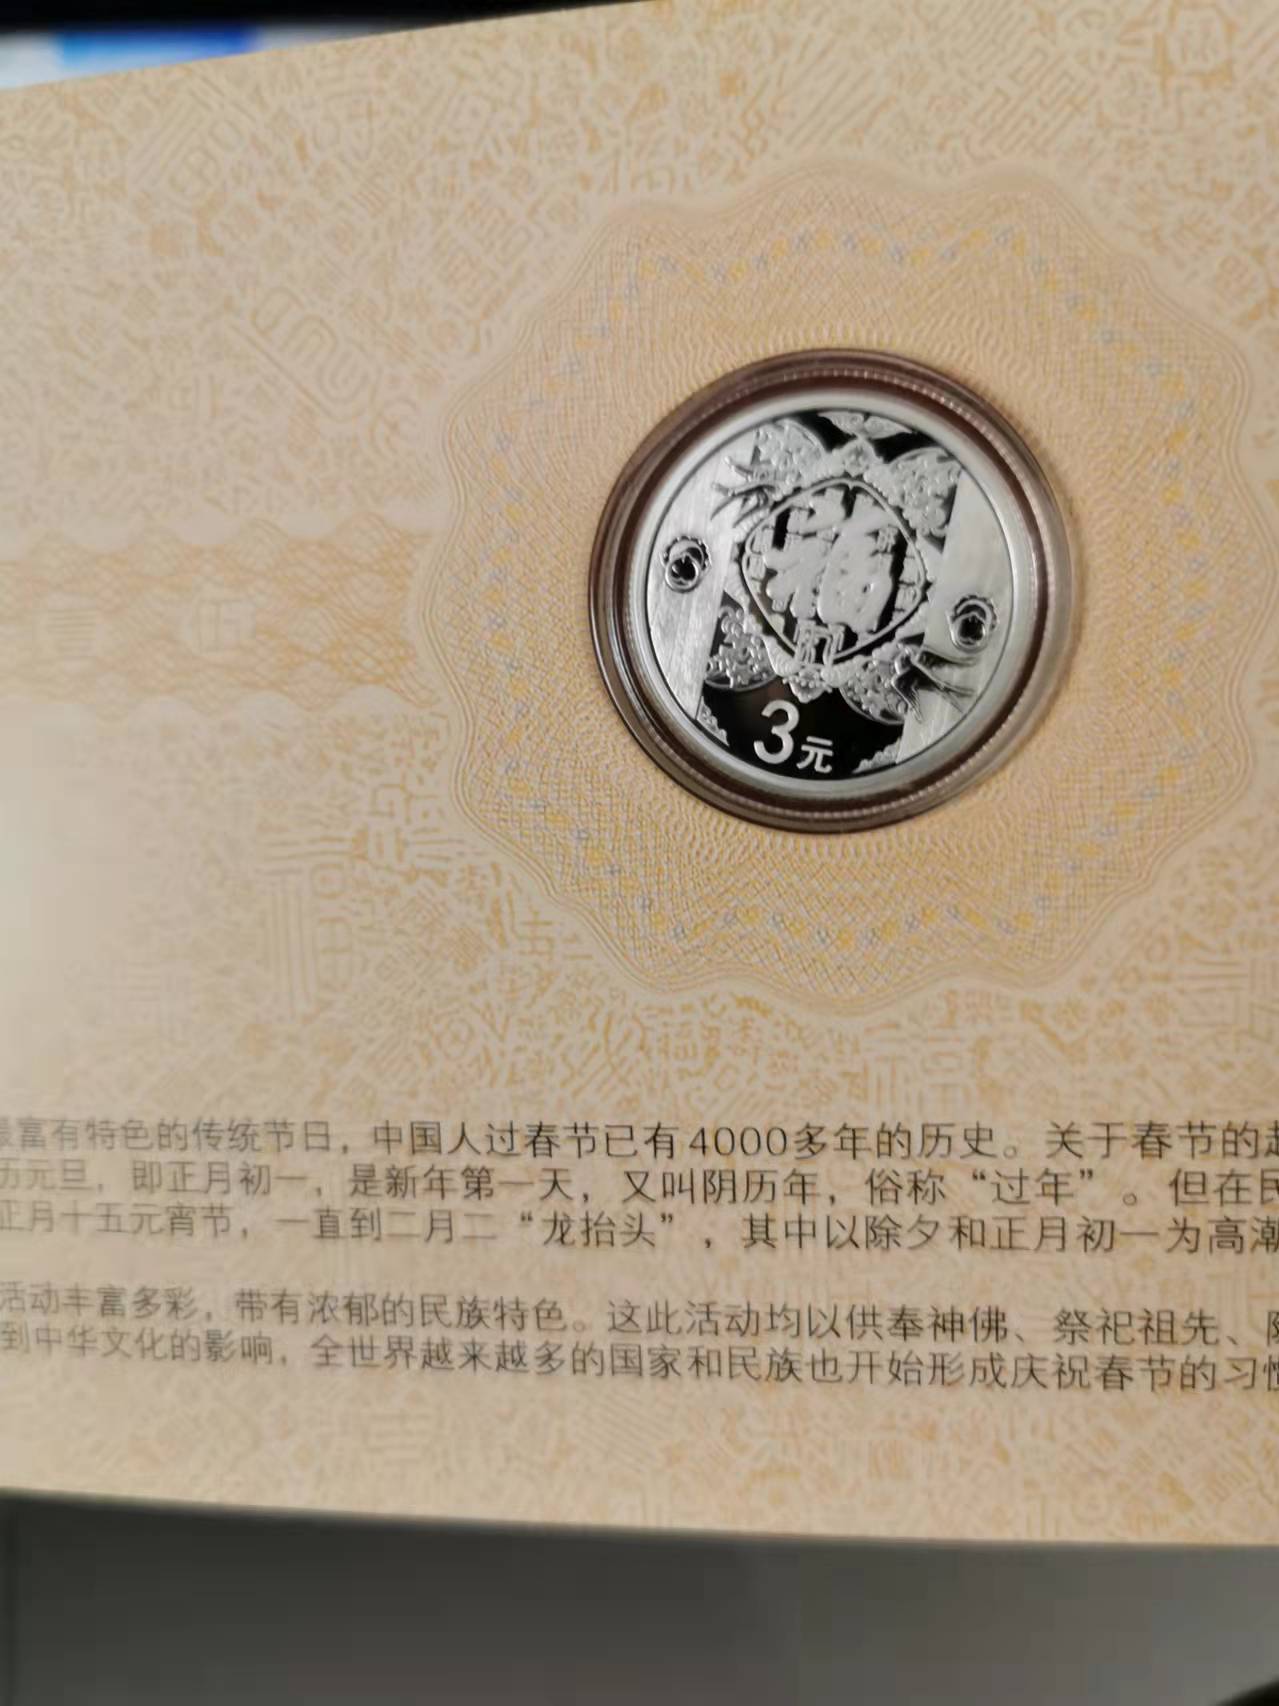 3元
最富有特色的传统节日，中国人过春节已有4000多年的历史。关于春节的起
历元旦，即正月初一，是新年第一天，又叫阴历年，俗称“过年”。但在民
正月十五元宵节，一直到二月二“龙抬头”，其中以除夕和正月初一为高潮
活动丰富多彩，带有浓郁的民族特色。这此活动均以供奉神佛、祭祀祖先、
到中华文化的影响，全世界越来越多的国家和民族也开始形成庆祝春节的习惯